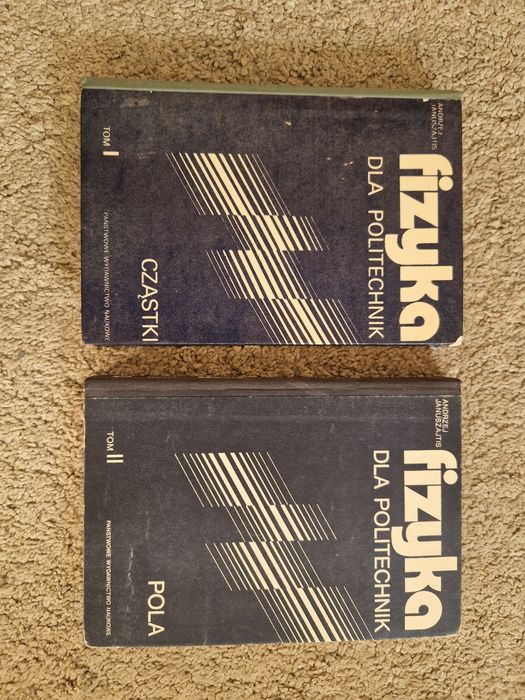 ANDRZEJ
JANUSZAJTIS
fizyka
DLA POLITECHNIK
CZĄSTKI
TOM I
PAŃSTWOWE WYDAWNICTWO NAUKOWE
ANDRZEJ
JANUSZAJTIS
fizyka
DLA POLITECHNIK
POLA
TOM II
PAŃSTWOWE WYDAWNICTWO NAUKOWE